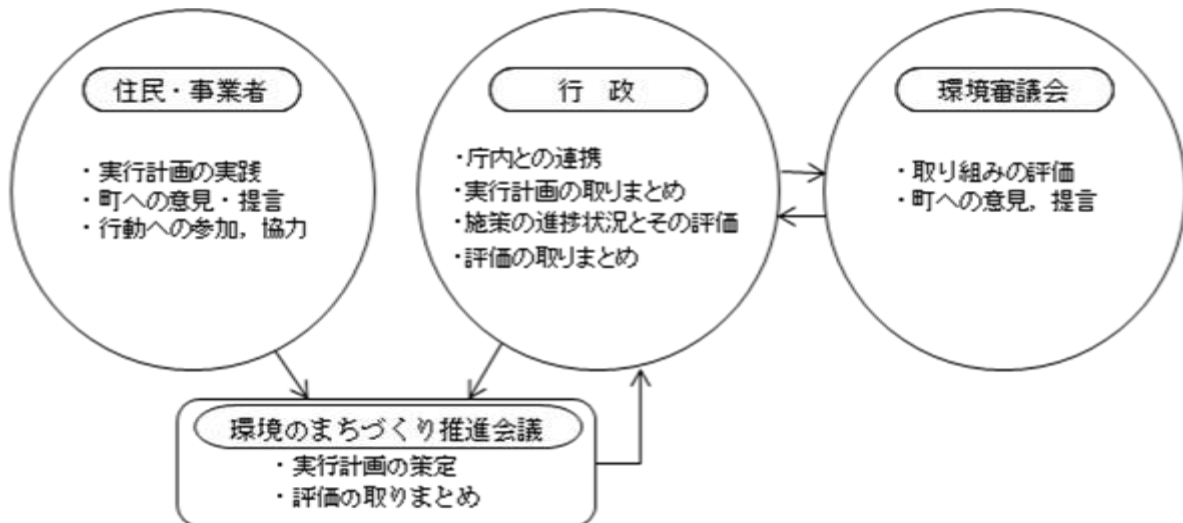 住民・事業者
・実行計画の実践
・町への意見・提言
・行動への参加，協力
行　政
・庁内との連携
・実行計画の取りまとめ
・施策の進捗状況とその評価
・評価の取りまとめ
環境審議会
・取り組みの評価
・町への意見，提言
環境のまちづくり推進会議
・実行計画の策定
・評価の取りまとめ